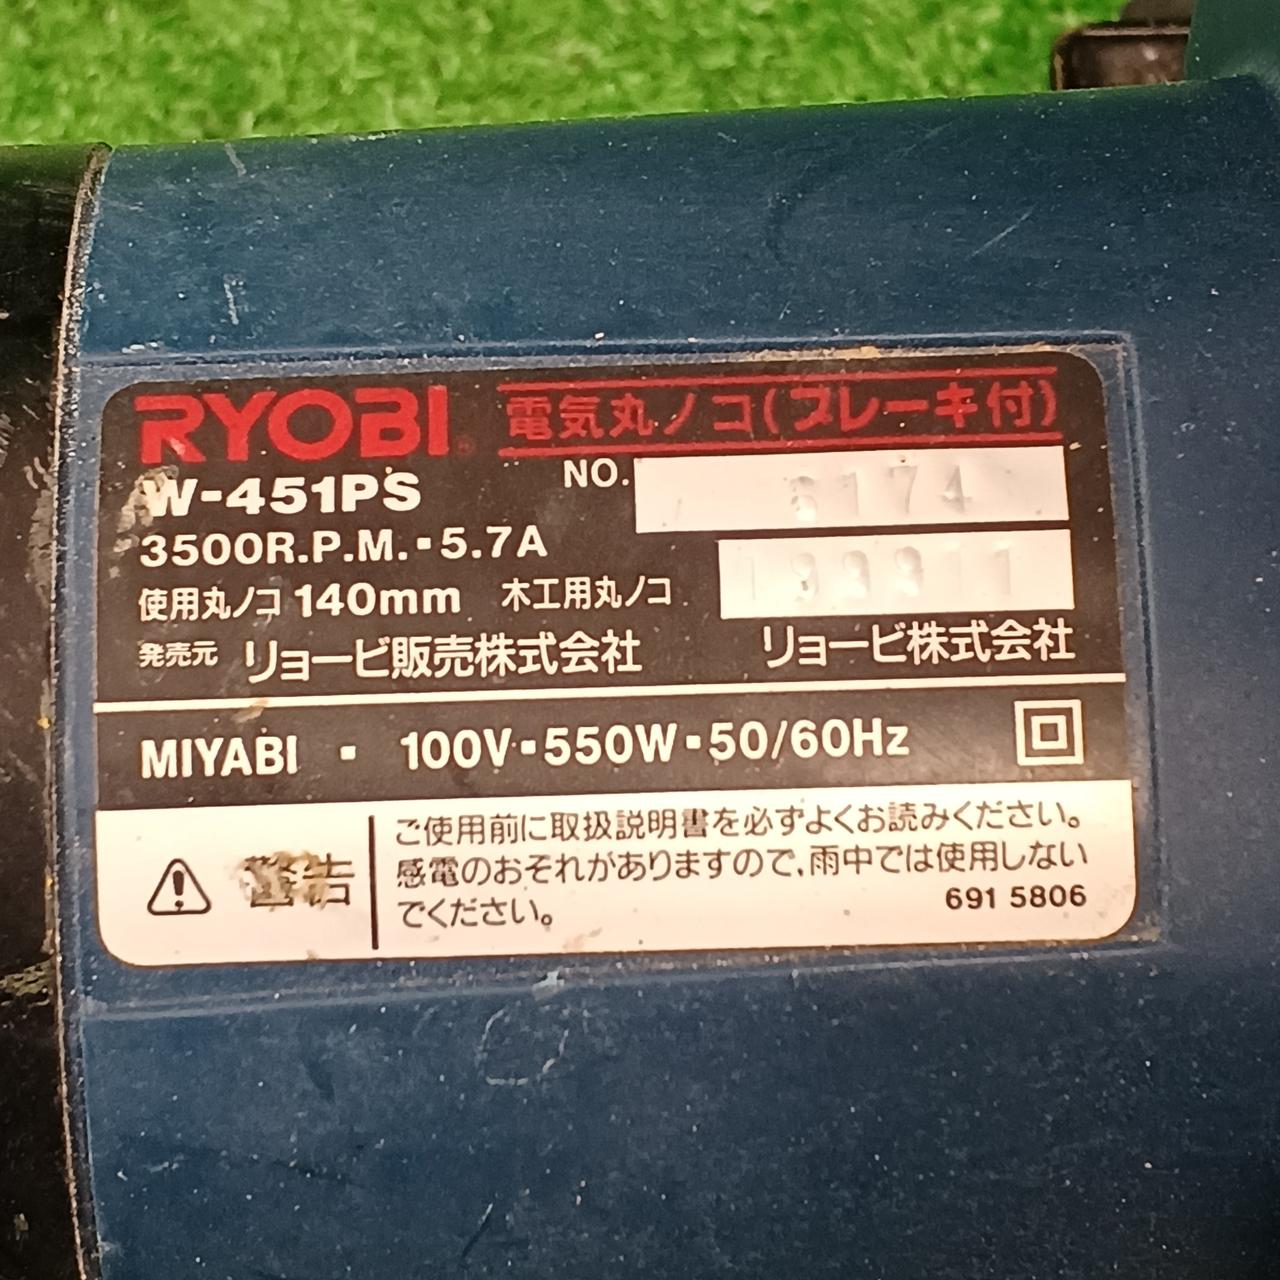 RYOBI 電気丸ノコ(ブレーキ付)
W-451PS NO. 6174
3500R.P.M.・5.7A
使用丸ノコ 140mm 木工用丸ノコ 199911
発売元 リョービ販売株式会社 リョービ株式会社
MIYABI ・ 100V・550W・50/60Hz
警告
ご使用前に取扱説明書を必ずよくお読みください。
感電のおそれがありますので、雨中では使用しない
でください。 691 5806